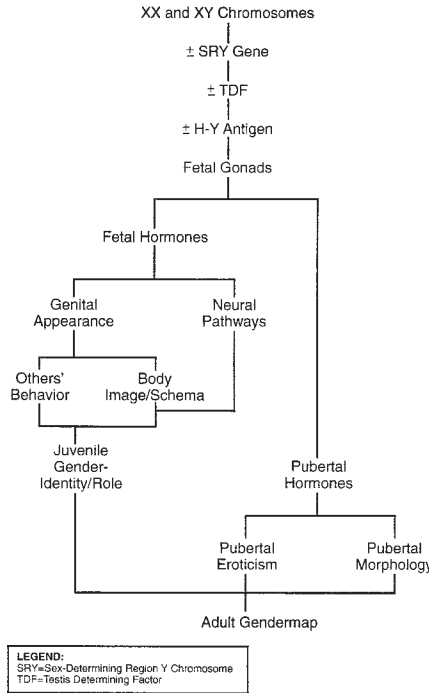 XX and XY Chromosomes
± SRY Gene
± TDF
± H-Y Antigen
Fetal Gonads
Fetal Hormones
Genital
Appearance
Neural
Pathways
Others'
Behavior
Body
Image/Schema
Juvenile
Gender-
Identity/Role
Pubertal
Hormones
Pubertal
Eroticism
Pubertal
Morphology
Adult Gendermap
LEGEND:
SRY=Sex-Determining Region Y Chromosome
TDF=Testis Determining Factor